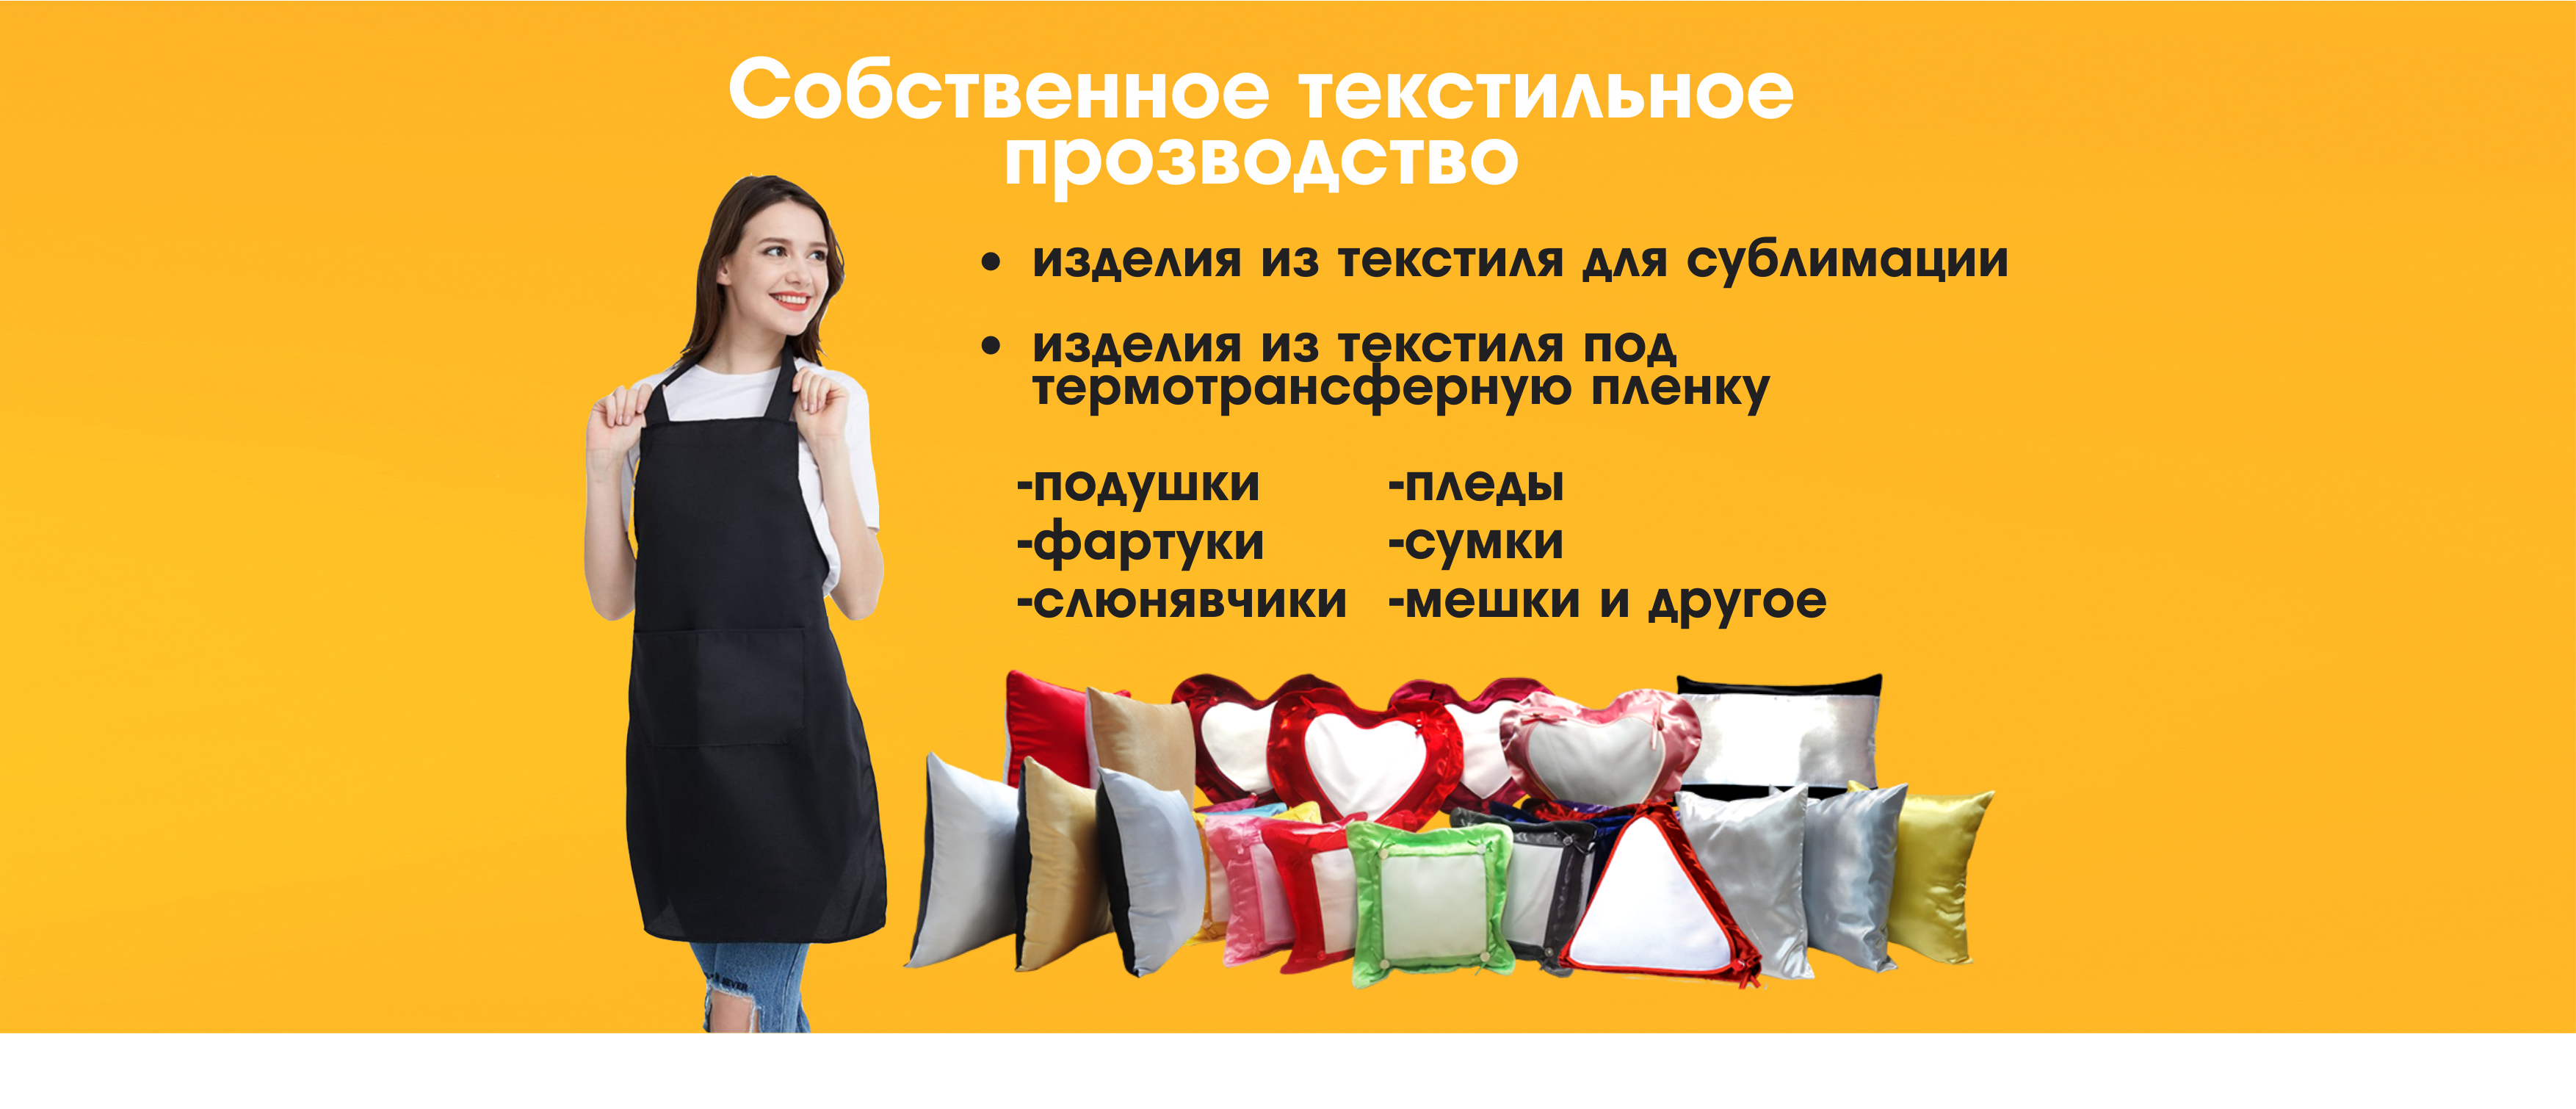 Собственное текстильное
прозводство
• изделия из текстиля для сублимации
• изделия из текстиля под
термотрансферную пленку
-подушки -пледы
-фартуки -сумки
-слюнявчики -мешки и другое